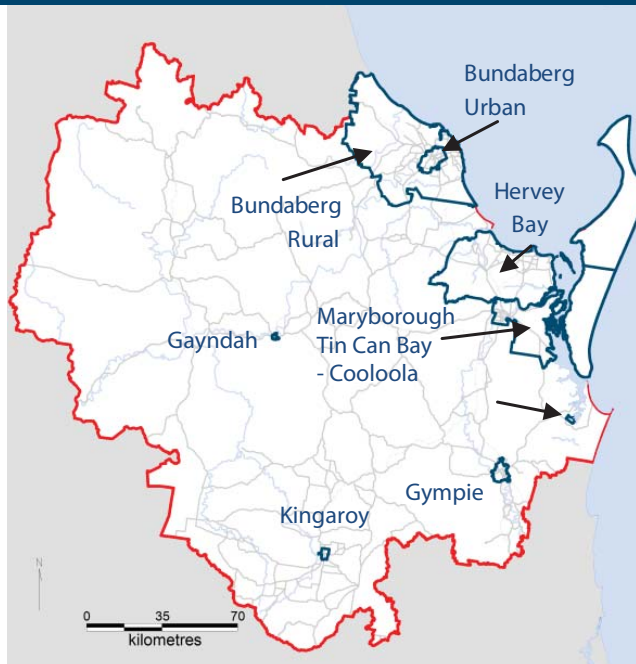 Bundaberg
Urban
Bundaberg
Rural
Hervey
Bay
Gayndah
Maryborough
Tin Can Bay
- Cooloola
Gympie
Kingaroy
N
0 35 70
kilometres